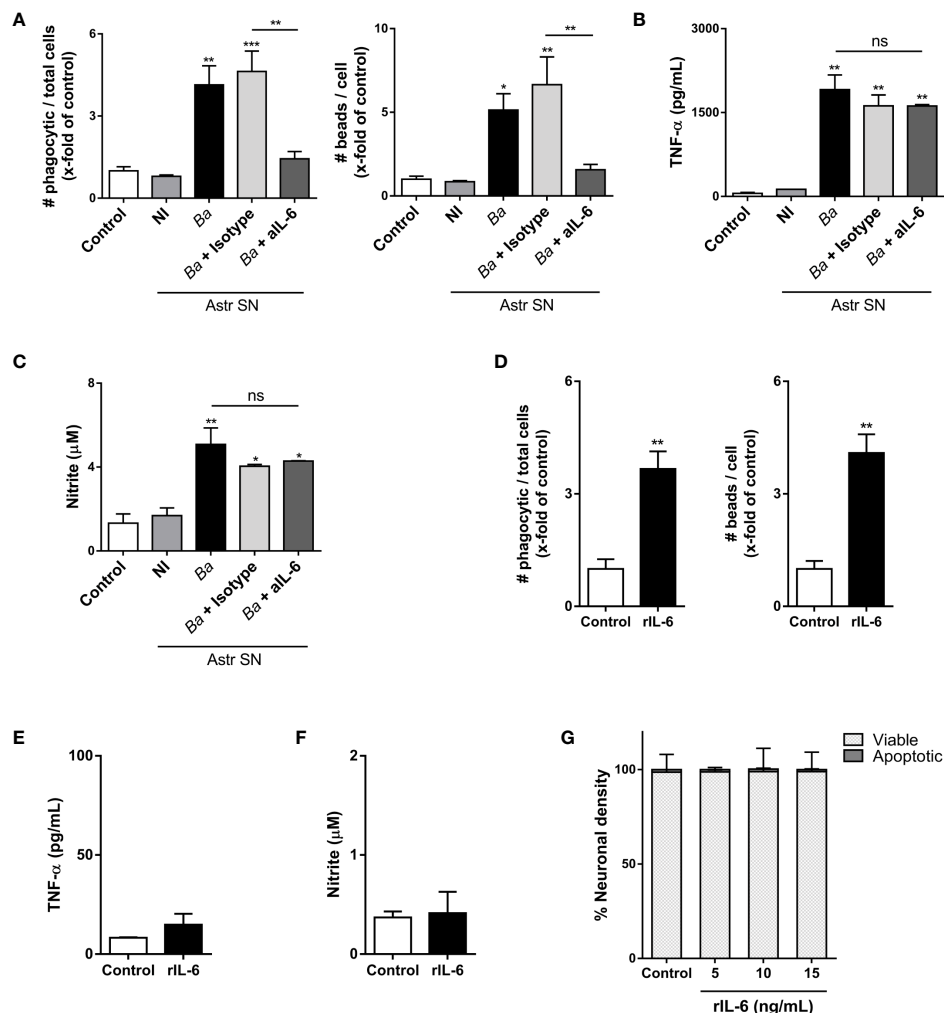 A
# phagocytic / total cells
(x-fold of control)
6
3
0
**
***
**
Control
NI
Ba
Ba + Isotype
Ba + aIL-6
Astr SN
# beads / cell
(x-fold of control)
10
5
0
*
**
**
Control
NI
Ba
Ba + Isotype
Ba + aIL-6
Astr SN
B
TNF-α (pg/mL)
3000
1500
0
ns
**
**
**
Control
NI
Ba
Ba + Isotype
Ba + aIL-6
Astr SN
C
Nitrite (μM)
8
4
0
ns
**
*
*
Control
NI
Ba
Ba + Isotype
Ba + aIL-6
Astr SN
D
# phagocytic / total cells
(x-fold of control)
6
3
0
**
Control rIL-6
# beads / cell
(x-fold of control)
6
3
0
**
Control rIL-6
E
TNF-α (pg/mL)
100
50
0
Control rIL-6
F
Nitrite (μM)
2
1
0
Control rIL-6
G
% Neuronal density
100
50
0
Viable
Apoptotic
Control 5 10 15
rIL-6 (ng/mL)